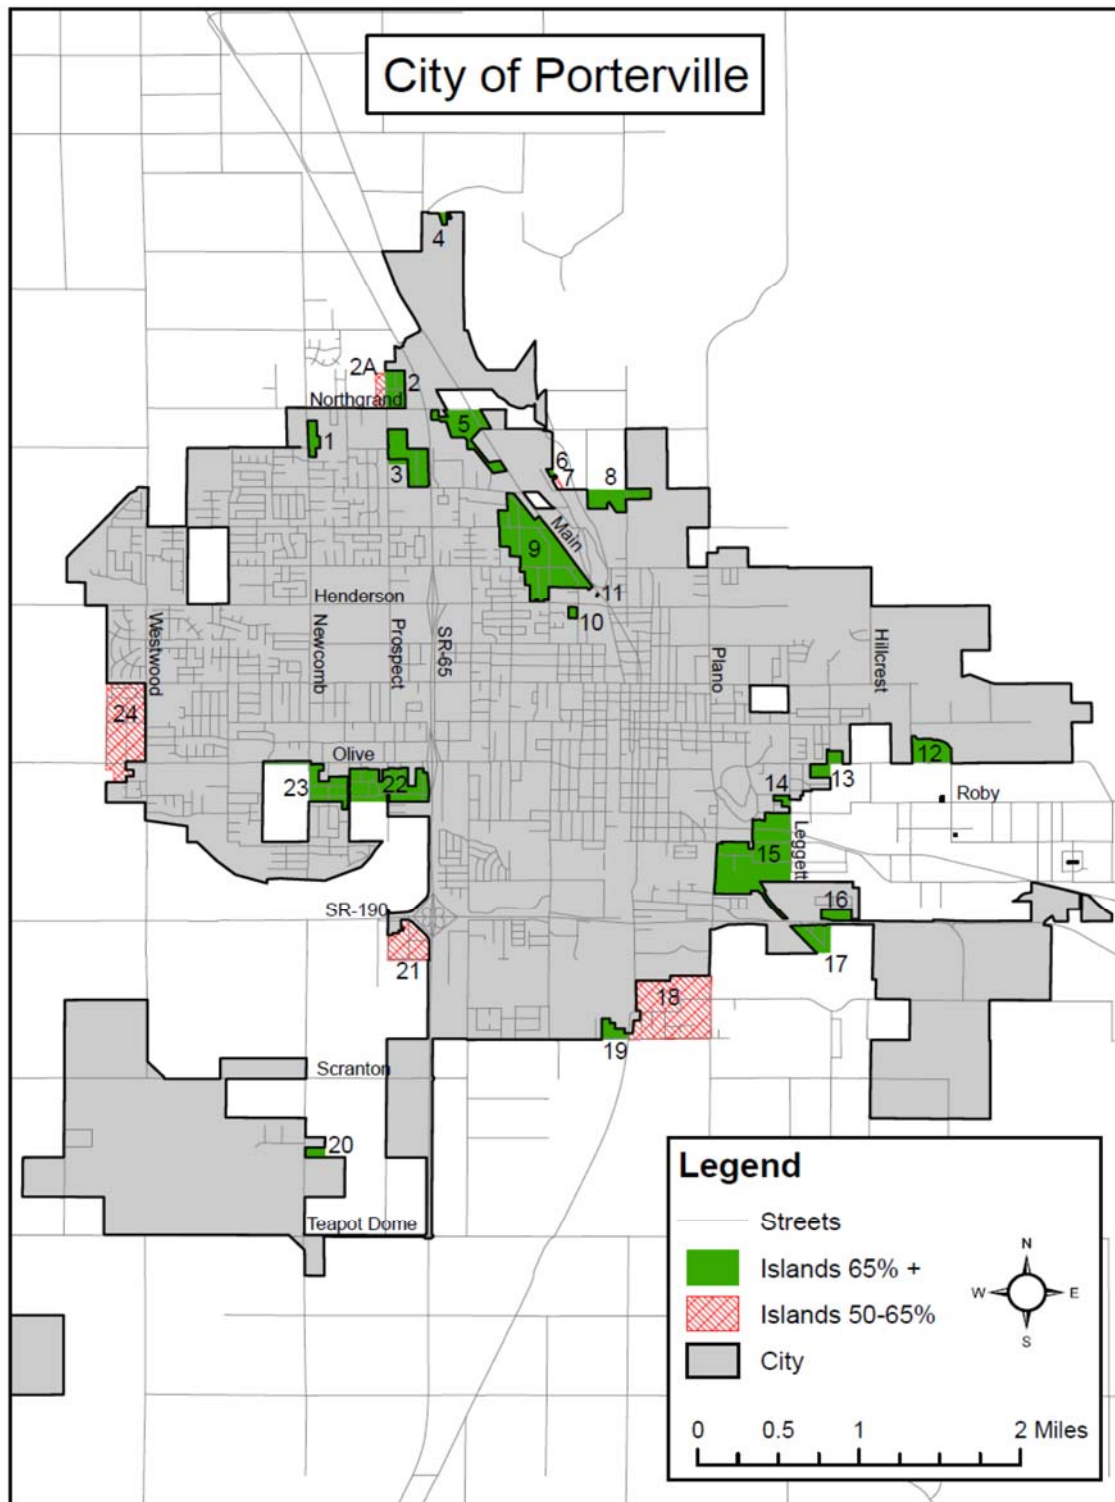 City of Porterville
4
2A
2
Northgrand
5
1
3
6
7
8
Main
9
11
Henderson
10
Westwood
Newcomb
Prospect
SR-65
Plano
Hillcrest
24
Olive
12
23
22
13
14
Roby
15
Leggett
16
SR-190
17
21
18
19
Scranton
20
Teapot Dome
Legend
Streets
Islands 65% +
Islands 50-65%
City
N
W E
S
0 0.5 1 2 Miles